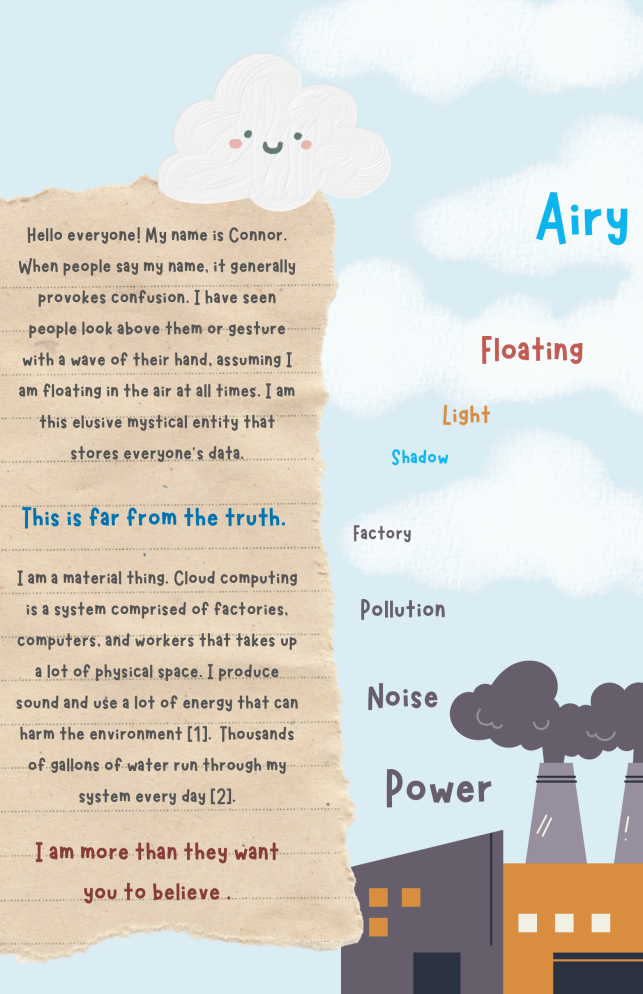 Hello everyone! My name is Connor.
When people say my name, it generally
provokes confusion. I have seen
people look above them or gesture
with a wave of their hand, assuming I
am floating in the air at all times. I am
this elusive mystical entity that
stores everyone's data.
This is far from the truth.
I am a material thing. Cloud computing
is a system comprised of factories,
computers, and workers that takes up
a lot of physical space. I produce
sound and use a lot of energy that can
harm the environment [1]. Thousands
of gallons of water run through my
system every day [2].
I am more than they want
you to believe .
Airy
Floating
Light
Shadow
Factory
Pollution
Noise
Power